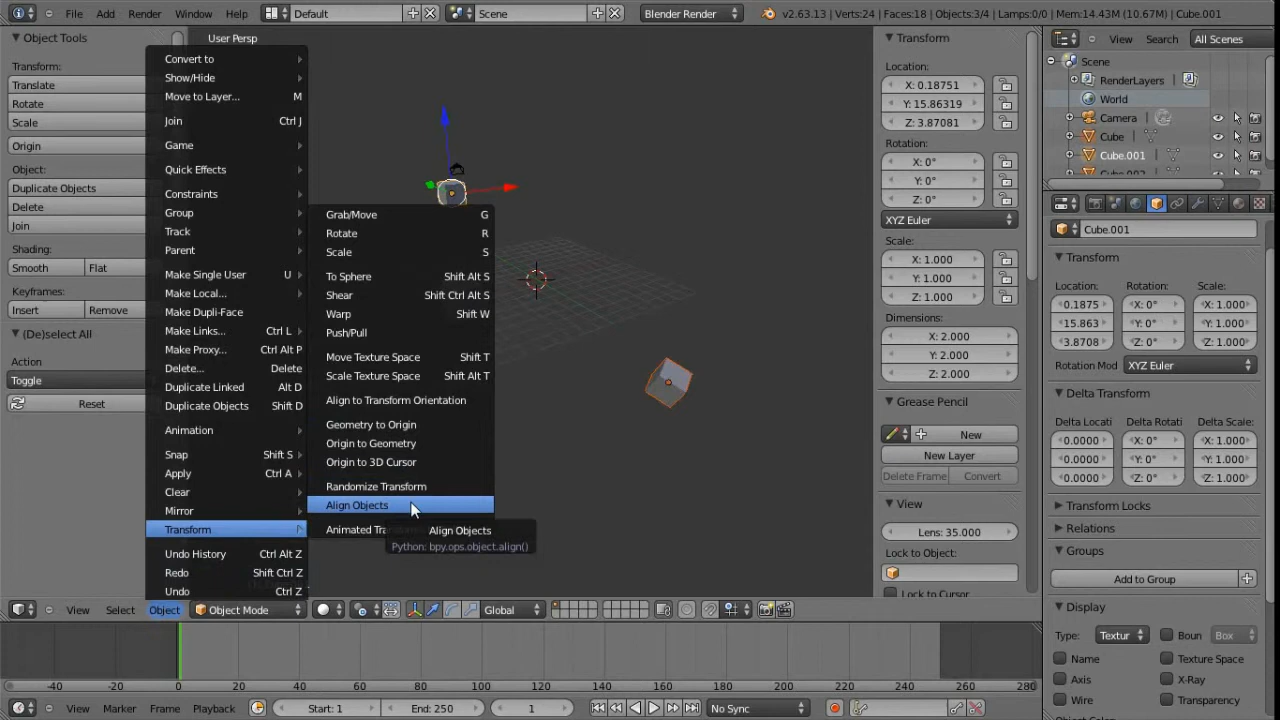 File Add Render Window Help Default Scene Blender Render v2.63.13 | Verts:24 | Faces:18 | Objects:3/4 | Lamps:0/0 | Mem:14.43M (10.67M) | Cube.001
Object Tools
Transform:
Translate
Rotate
Scale
Origin
Object:
Duplicate Objects
Delete
Join
Shading:
Smooth Flat
Keyframes:
Insert Remove
(De)select All
Action
Toggle
Reset
User Persp
Convert to
Show/Hide
Move to Layer... M
Join Ctrl J
Game
Quick Effects
Constraints
Group
Track
Parent
Make Single User U
Make Local...
Make Dupli-Face
Make Links... Ctrl L
Make Proxy... Ctrl Alt P
Delete... Delete
Duplicate Linked Alt D
Duplicate Objects Shift D
Animation
Snap Shift S
Apply Ctrl A
Clear
Mirror
Transform
Undo History Ctrl Alt Z
Redo Shift Ctrl Z
Undo Ctrl Z
Grab/Move G
Rotate R
Scale S
To Sphere Shift Alt S
Shear Shift Ctrl Alt S
Warp Shift W
Push/Pull
Move Texture Space Shift T
Scale Texture Space Shift Alt T
Align to Transform Orientation
Geometry to Origin
Origin to Geometry
Origin to 3D Cursor
Randomize Transform
Align Objects
Animated
Align Objects
Python: bpy.ops.object.align()
Transform
Location:
X: 0.18751
Y: 15.86319
Z: 3.87081
Rotation:
X: 0°
Y: 0°
Z: 0°
XYZ Euler
Scale:
X: 1.000
Y: 1.000
Z: 1.000
Dimensions:
X: 2.000
Y: 2.000
Z: 2.000
Grease Pencil
New
New Layer
Delete Frame Convert
View
Lens: 35.000
Lock to Object:
Lock to Cursor
View Search All Scenes
Scene
RenderLayers
World
Camera
Cube
Cube.001
Cube.002
Cube.001
Transform
Location: Rotation: Scale:
0.1875 X: 0° X: 1.000
15.863 Y: 0° Y: 1.000
3.8708 Z: 0° Z: 1.000
Rotation Mod XYZ Euler
Delta Transform
Delta Locati Delta Rotati Delta Scale:
0.0000 X: 0° X: 1.000
0.0000 Y: 0° Y: 1.000
0.0000 Z: 0° Z: 1.000
Transform Locks
Relations
Groups
Add to Group
Display
Type: Textur Boun Box
Name Texture Space
Axis X-Ray
Wire Transparency
View Select Object Object Mode Global
-40 -20 0 20 40 60 80 100 120 140 160 180 200 220 240 260 280
View Marker Frame Playback Start: 1 End: 250 1 No Sync